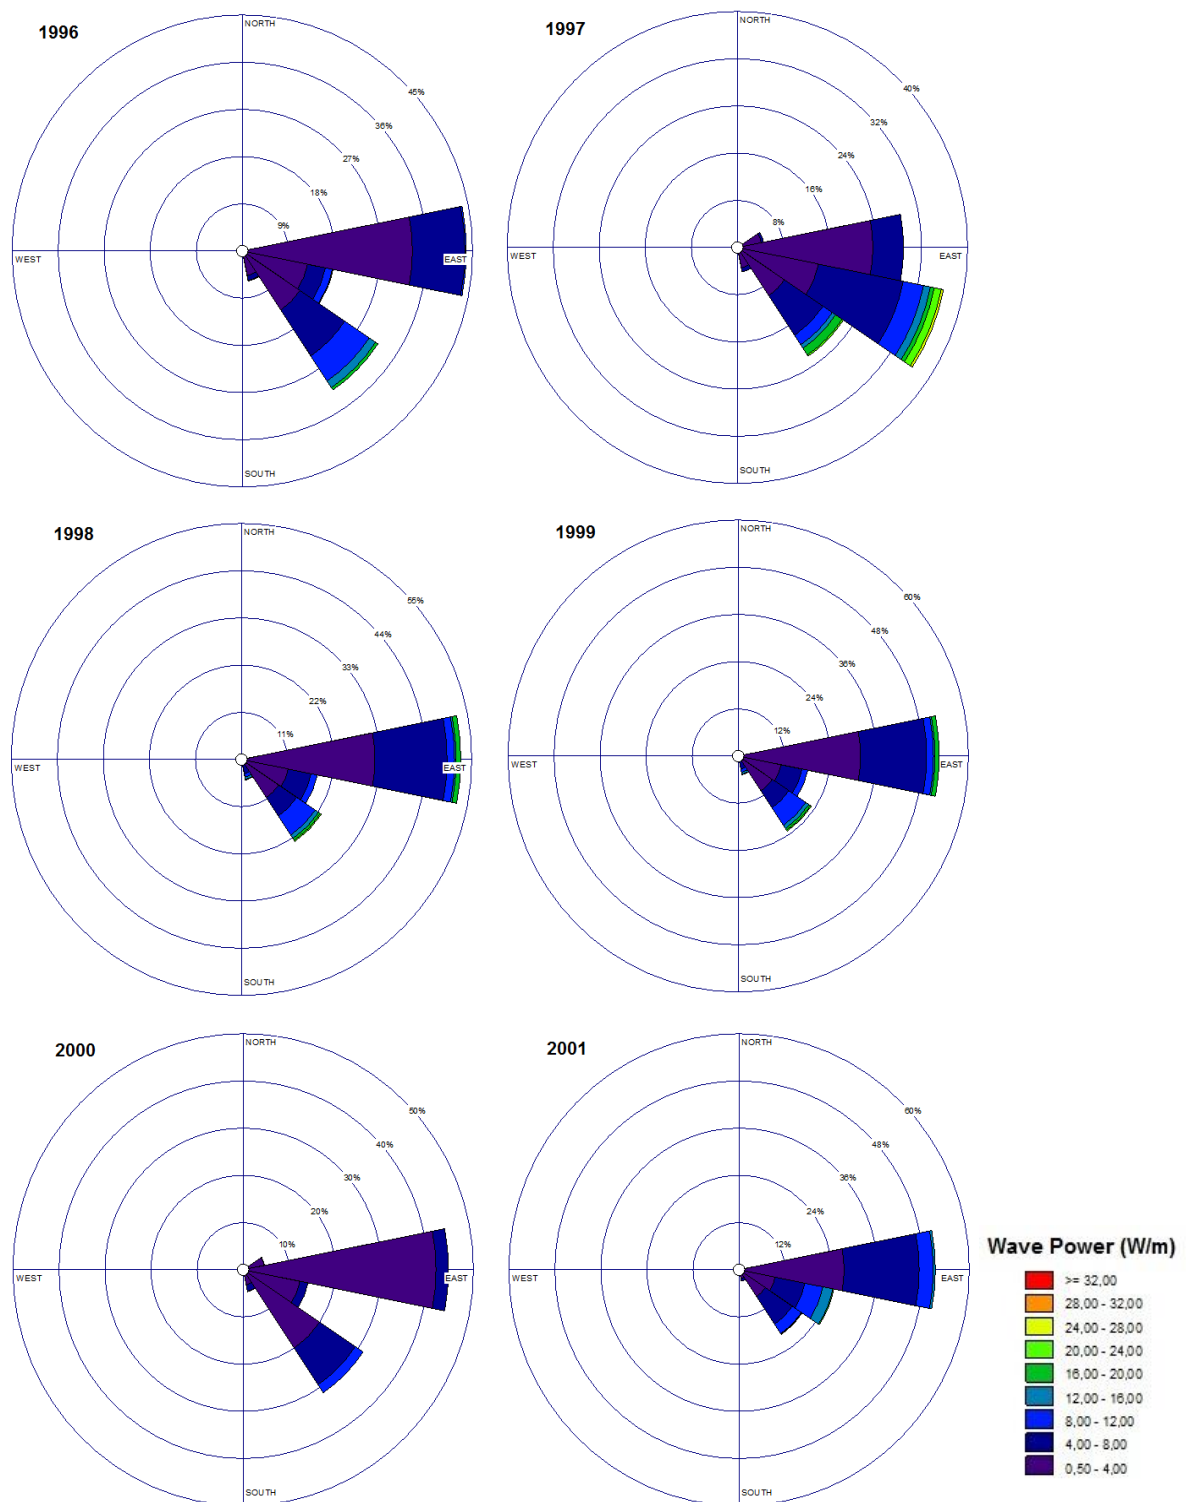 1996
NORTH
45%
36%
27%
18%
9%
WEST
EAST
SOUTH
1997
NORTH
40%
32%
24%
16%
8%
WEST
EAST
SOUTH
1998
NORTH
55%
44%
33%
22%
11%
WEST
EAST
SOUTH
1999
NORTH
60%
48%
36%
24%
12%
WEST
EAST
SOUTH
2000
NORTH
50%
40%
30%
20%
10%
WEST
EAST
SOUTH
2001
NORTH
60%
48%
36%
24%
12%
WEST
EAST
SOUTH
Wave Power (W/m)
>= 32,00
28,00 - 32,00
24,00 - 28,00
20,00 - 24,00
16,00 - 20,00
12,00 - 16,00
8,00 - 12,00
4,00 - 8,00
0,50 - 4,00